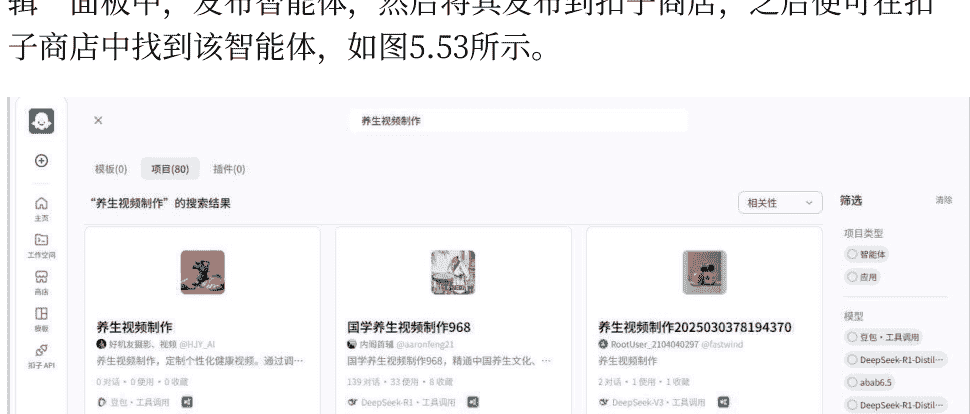 辑”面板中，发布智能体，然后将其发布到扣子商店，之后便可在扣
子商店中找到该智能体，如图5.53所示。
养生视频制作
模板(0) 项目(80) 插件(0)
“养生视频制作”的搜索结果
相关性
筛选 清除
主页
工作空间
商店
模板
扣子 API
养生视频制作
好机友摄影、视频 @HJY_AI
养生视频制作，定制个性化健康视频。通过调…
0 对话 • 0 使用 • 0 收藏
豆包・工具调用
国学养生视频制作968
内阁首辅 @aaronfeng21
国学养生视频制作968，精通中国养生文化、…
139 对话 • 33 使用 • 8 收藏
DeepSeek-R1・工具调用
养生视频制作2025030378194370
RootUser_2104040297 @fastwind
养生视频制作
2 对话 • 1 使用 • 1 收藏
DeepSeek-V3・工具调用
项目类型
智能体
应用
模型
豆包・工具调用
DeepSeek-R1-Distil…
abab6.5
DeepSeek-R1-Distil…